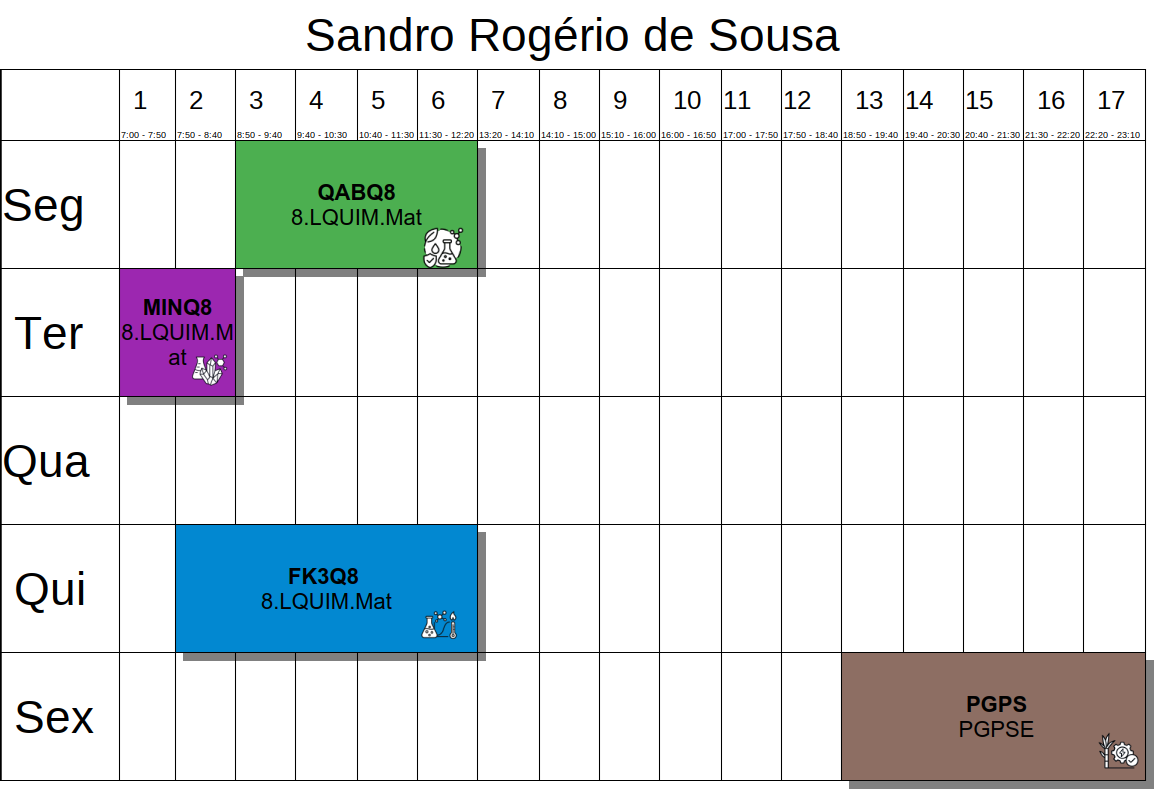 Sandro Rogério de Sousa
1 2 3 4 5 6 7 8 9 10 11 12 13 14 15 16 17
7:00 - 7:50 7:50 - 8:40 8:50 - 9:40 9:40 - 10:30 10:40 - 11:30 11:30 - 12:20 13:20 - 14:10 14:10 - 15:00 15:10 - 16:00 16:00 - 16:50 17:00 - 17:50 17:50 - 18:40 18:50 - 19:40 19:40 - 20:30 20:40 - 21:30 21:30 - 22:20 22:20 - 23:10
Seg
QABQ8
8.LQUIM.Mat
Ter
MINQ8
8.LQUIM.M
at
Qua
Qui
FK3Q8
8.LQUIM.Mat
Sex
PGPS
PGPSE